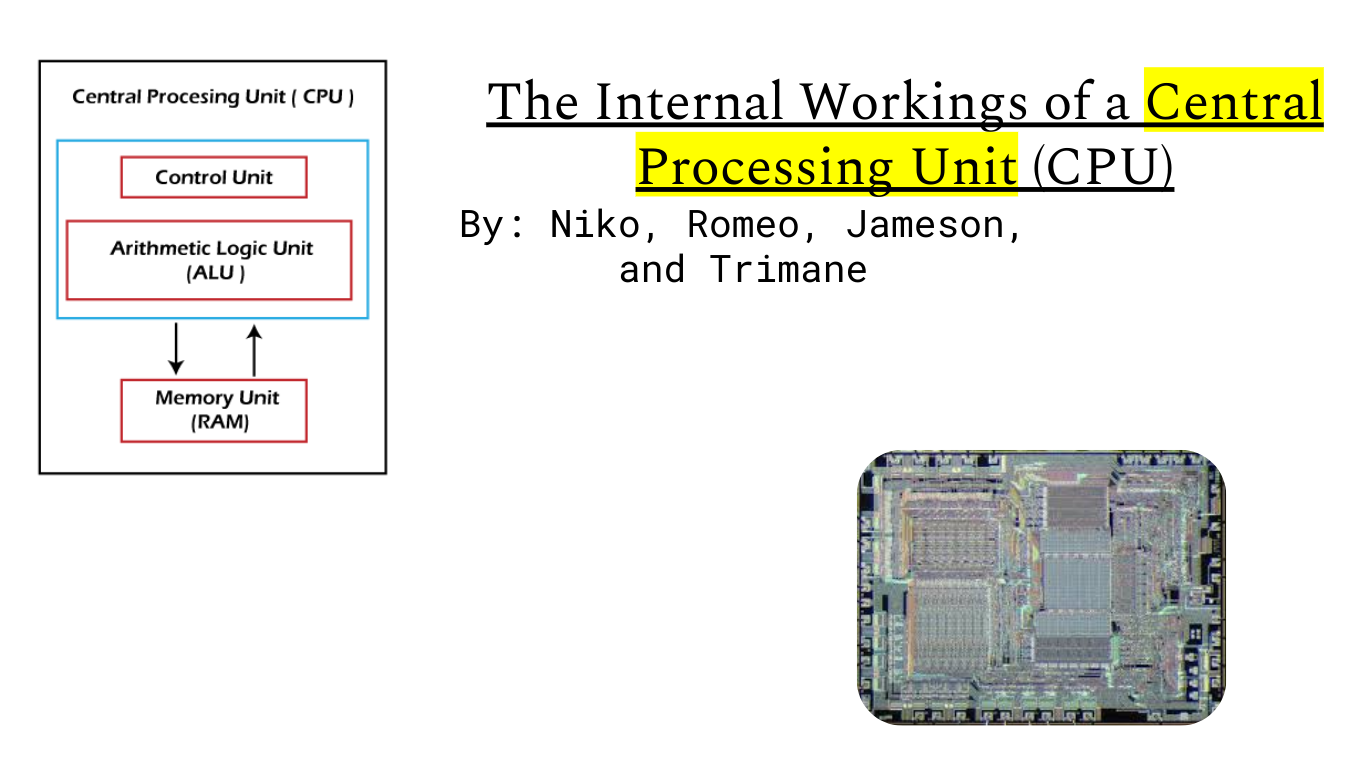 Central Procesing Unit ( CPU )
Control Unit
Arithmetic Logic Unit
(ALU )
Memory Unit
(RAM)
The Internal Workings of a Central
Processing Unit (CPU)
By: Niko, Romeo, Jameson,
and Trimane